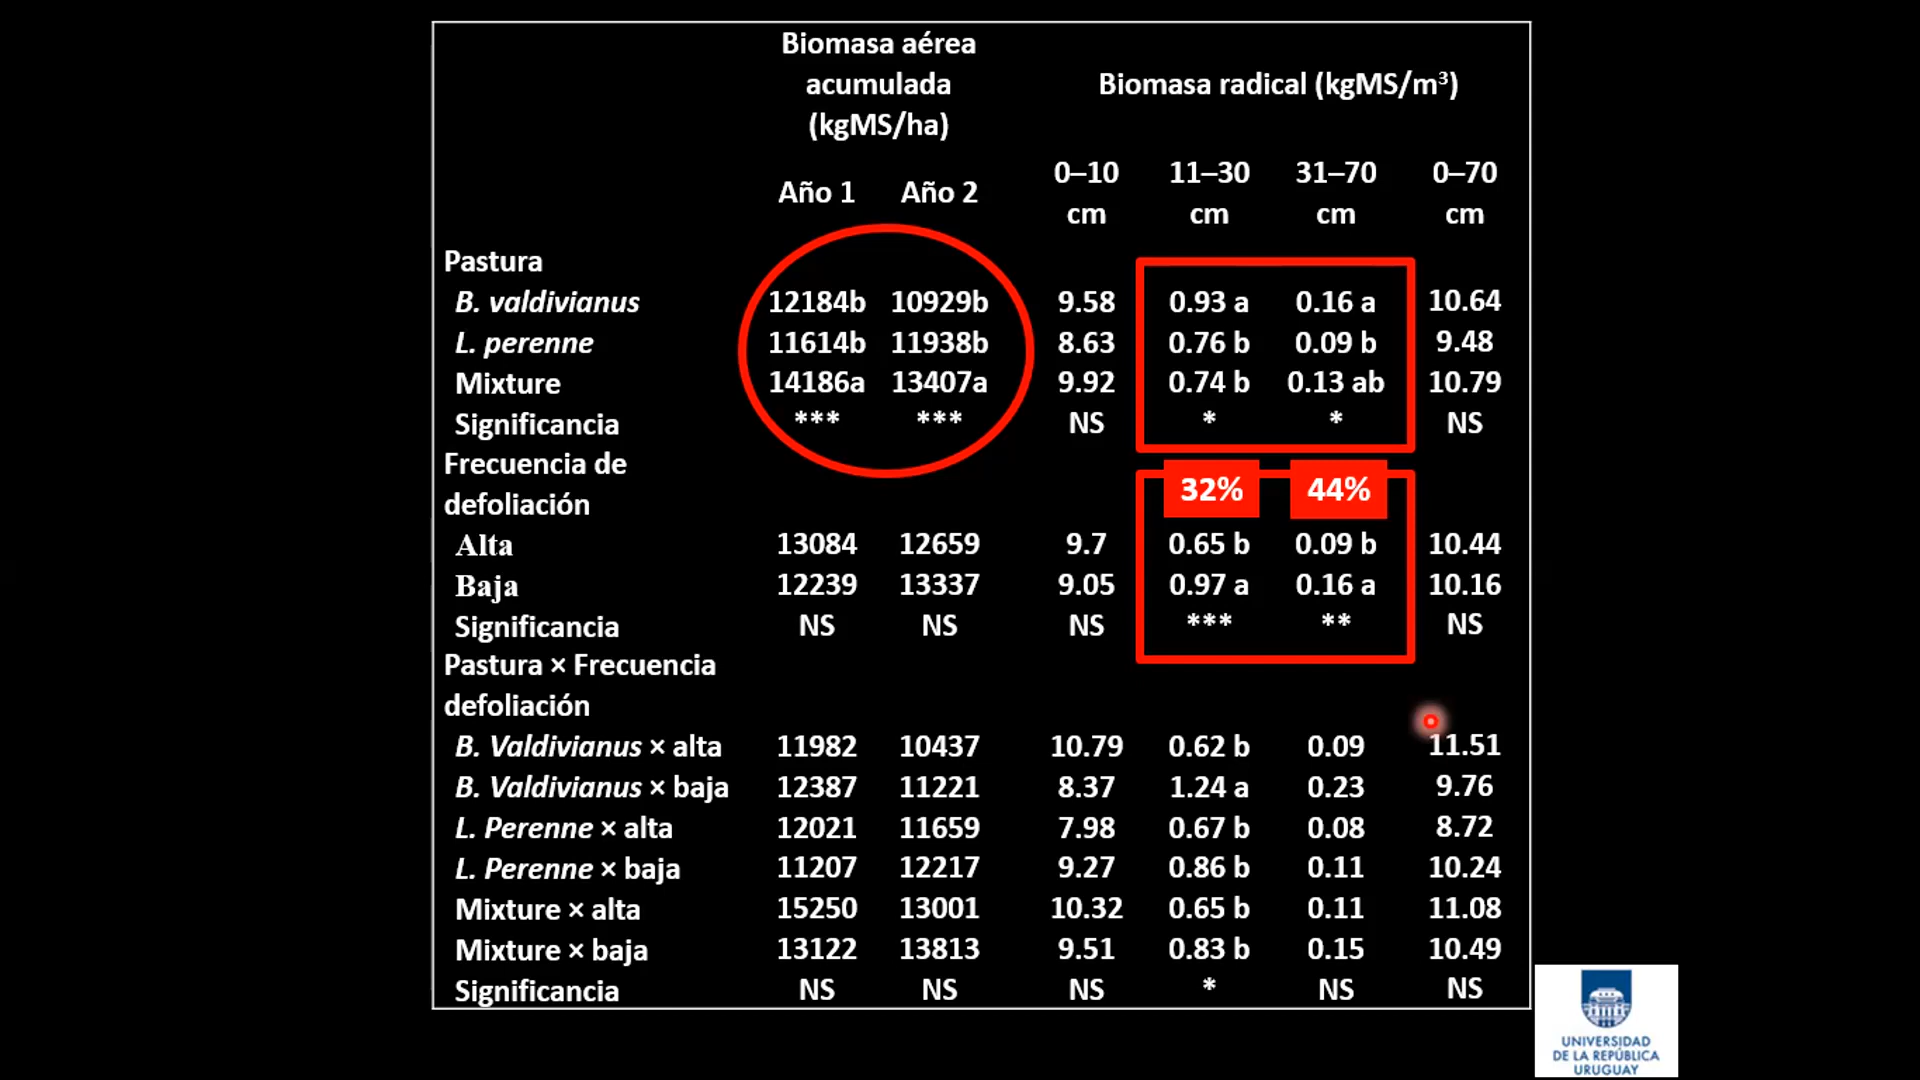 Biomasa aérea
acumulada
(kgMS/ha)
Biomasa radical (kgMS/m³)
Año 1 Año 2 0–10 cm 11–30 cm 31–70 cm 0–70 cm
Pastura
B. valdivianus 12184b 10929b 9.58 0.93 a 0.16 a 10.64
L. perenne 11614b 11938b 8.63 0.76 b 0.09 b 9.48
Mixture 14186a 13407a 9.92 0.74 b 0.13 ab 10.79
Significancia *** *** NS * * NS
Frecuencia de
defoliación
32% 44%
Alta 13084 12659 9.7 0.65 b 0.09 b 10.44
Baja 12239 13337 9.05 0.97 a 0.16 a 10.16
Significancia NS NS NS *** ** NS
Pastura × Frecuencia
defoliación
B. Valdivianus × alta 11982 10437 10.79 0.62 b 0.09 11.51
B. Valdivianus × baja 12387 11221 8.37 1.24 a 0.23 9.76
L. Perenne × alta 12021 11659 7.98 0.67 b 0.08 8.72
L. Perenne × baja 11207 12217 9.27 0.86 b 0.11 10.24
Mixture × alta 15250 13001 10.32 0.65 b 0.11 11.08
Mixture × baja 13122 13813 9.51 0.83 b 0.15 10.49
Significancia NS NS NS * NS NS
UNIVERSIDAD
DE LA REPÚBLICA
URUGUAY